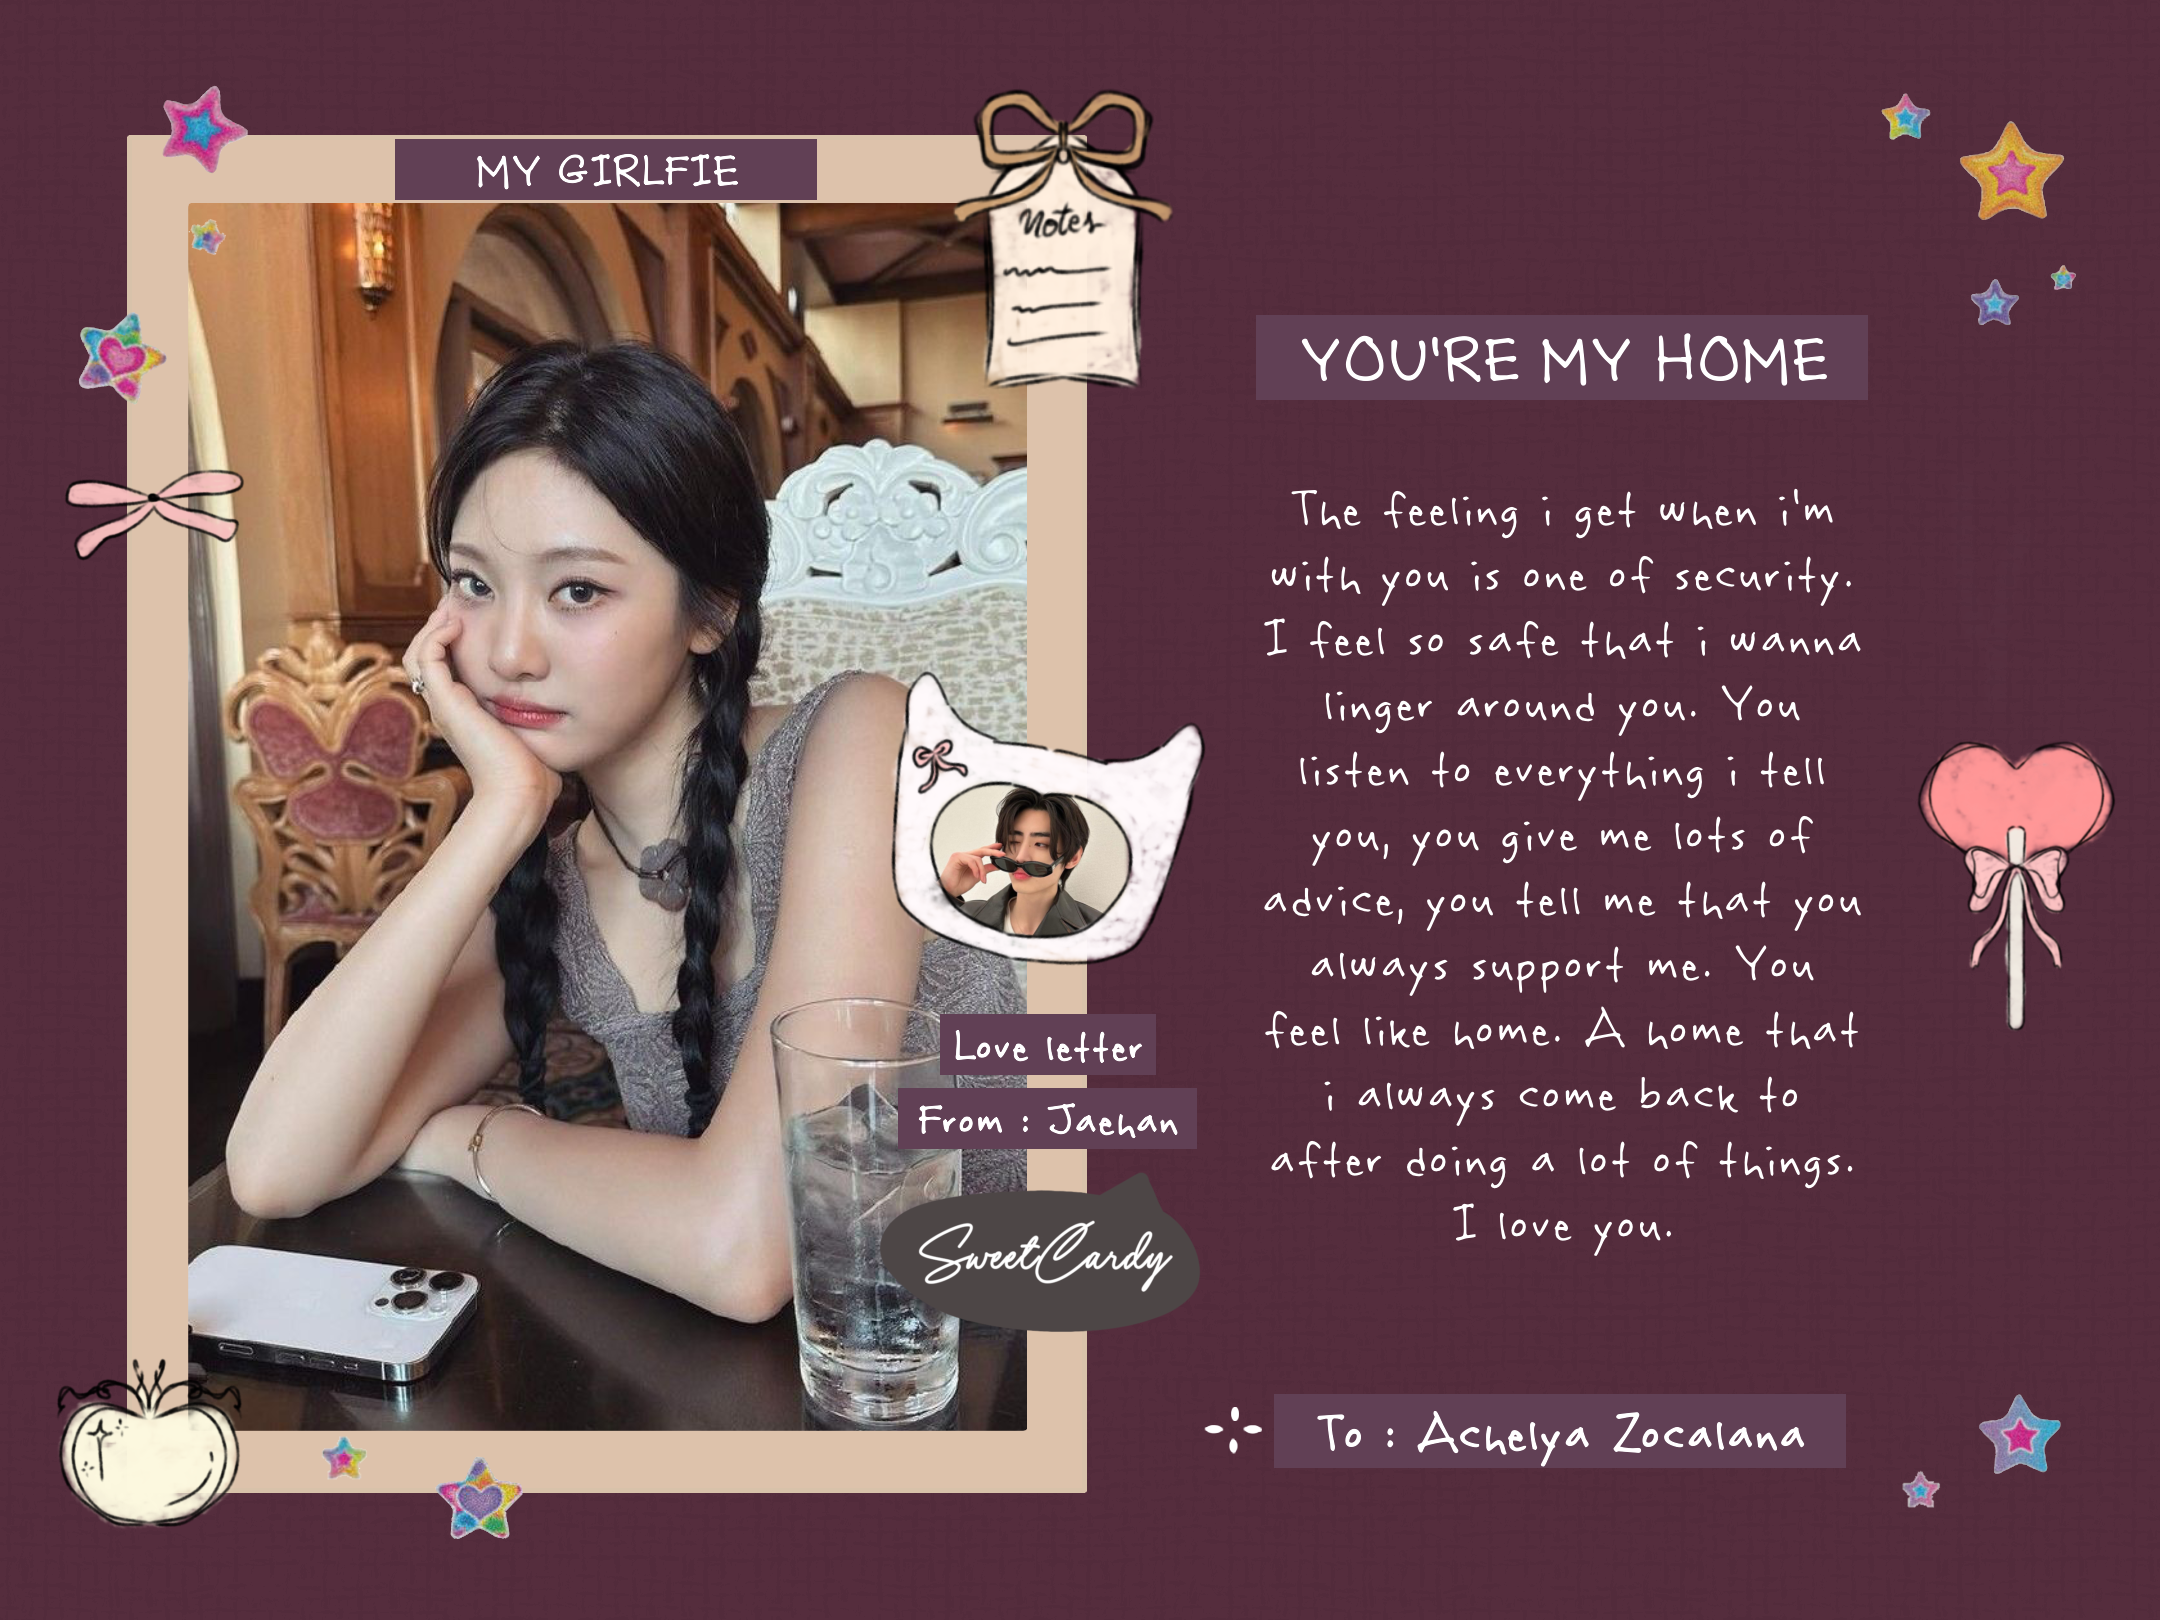 MY GIRLFIE
Notes
Love letter
From : Jaehan
SweetCardy
YOU'RE MY HOME
The feeling i get when i'm
with you is one of security.
I feel so safe that i wanna
linger around you. You
listen to everything i tell
you, you give me lots of
advice, you tell me that you
always support me. You
feel like home. A home that
i always come back to
after doing a lot of things.
I love you.
To : Achelya Zocalana